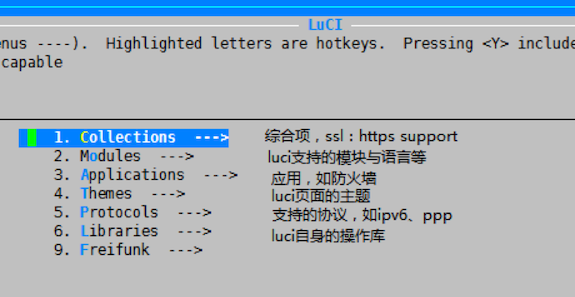 LuCI
enus ----). Highlighted letters are hotkeys. Pressing <Y> include
capable
1. Collections ---> 综合项，ssl：https support
2. Modules ---> luci支持的模块与语言等
3. Applications ---> 应用，如防火墙
4. Themes ---> luci页面的主题
5. Protocols ---> 支持的协议，如ipv6、ppp
6. Libraries ---> luci自身的操作库
9. Freifunk --->